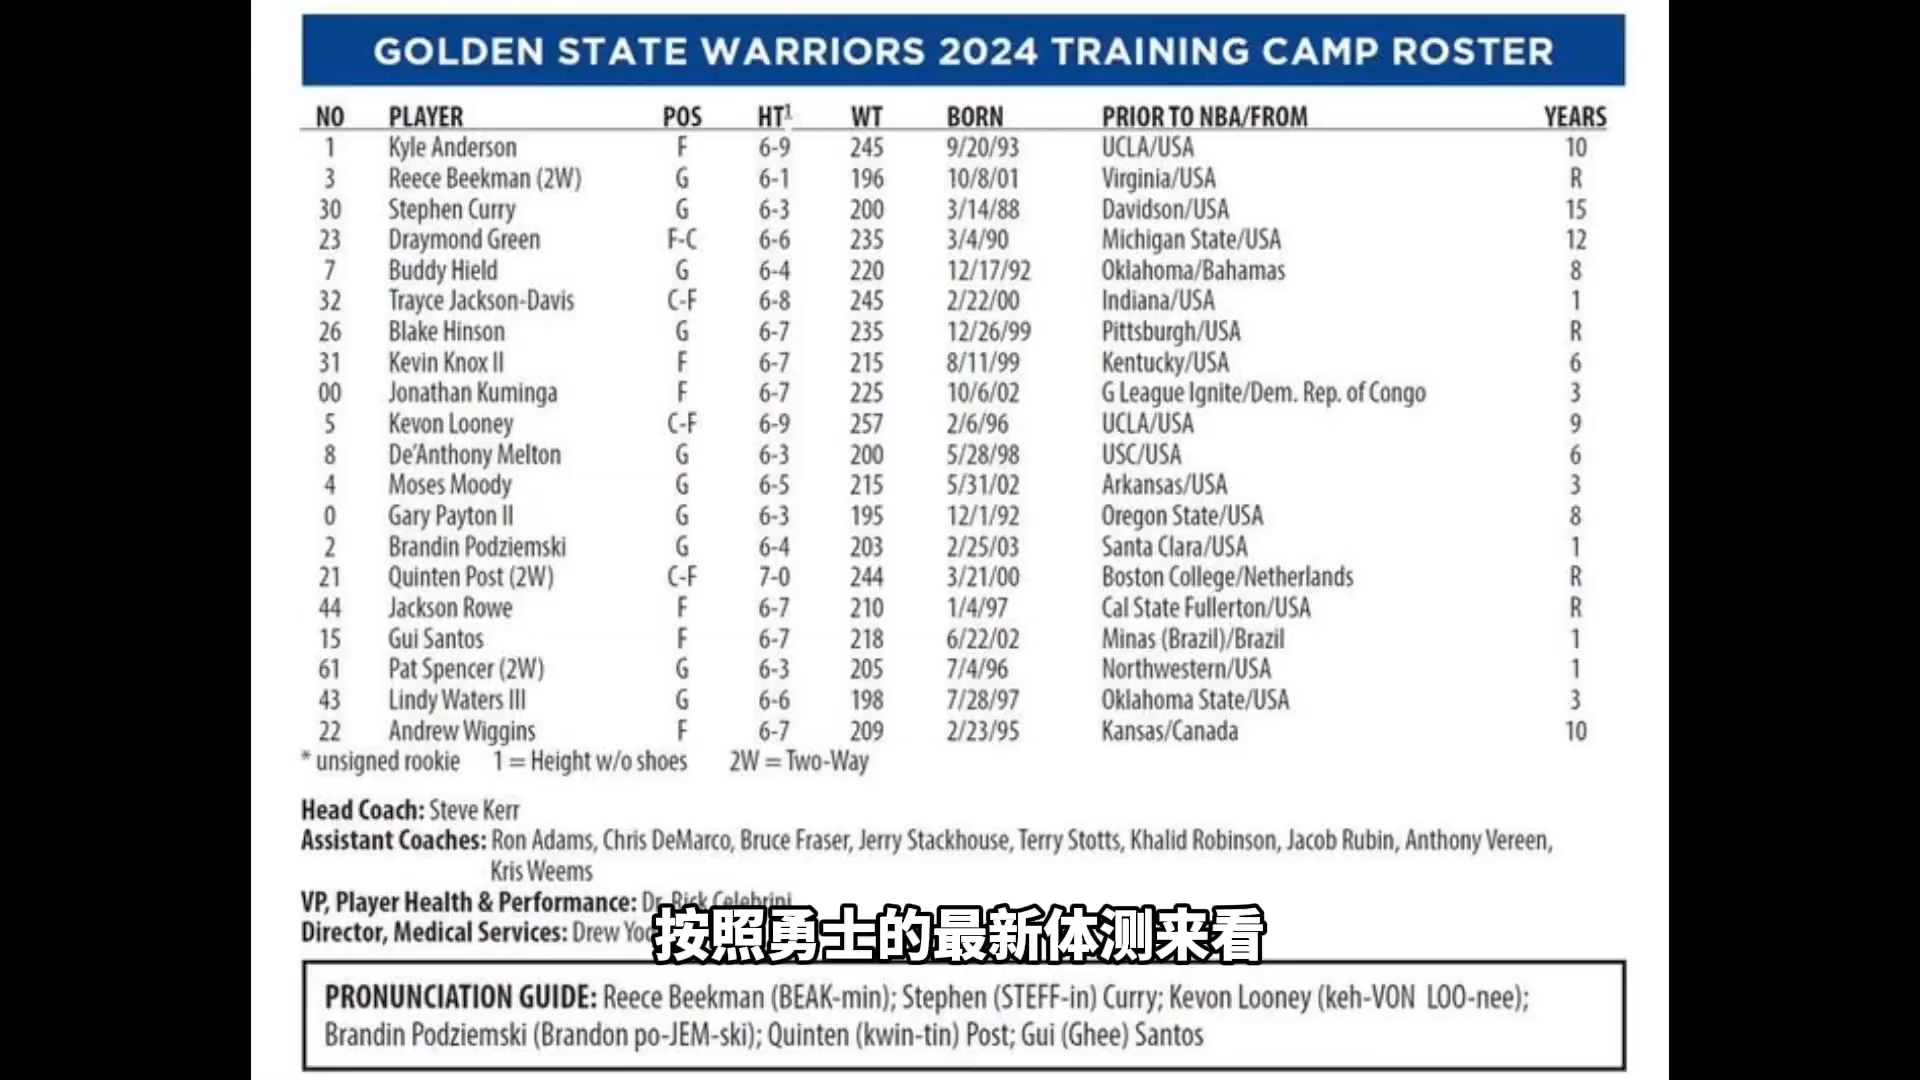 GOLDEN STATE WARRIORS 2024 TRAINING CAMP ROSTER
NO PLAYER POS HT1 WT BORN PRIOR TO NBA/FROM YEARS
1 Kyle Anderson F 6-9 245 9/20/93 UCLA/USA 10
3 Reece Beekman (2W) G 6-1 196 10/8/01 Virginia/USA R
30 Stephen Curry G 6-3 200 3/14/88 Davidson/USA 15
23 Draymond Green F-C 6-6 235 3/4/90 Michigan State/USA 12
7 Buddy Hield G 6-4 220 12/17/92 Oklahoma/Bahamas 8
32 Trayce Jackson-Davis C-F 6-8 245 2/22/00 Indiana/USA 1
26 Blake Hinson G 6-7 235 12/26/99 Pittsburgh/USA R
31 Kevin Knox II F 6-7 215 8/11/99 Kentucky/USA 6
00 Jonathan Kuminga F 6-7 225 10/6/02 G League Ignite/Dem. Rep. of Congo 3
5 Kevon Looney C-F 6-9 257 2/6/96 UCLA/USA 9
8 De'Anthony Melton G 6-3 200 5/28/98 USC/USA 6
4 Moses Moody G 6-5 215 5/31/02 Arkansas/USA 3
0 Gary Payton II G 6-3 195 12/1/92 Oregon State/USA 8
2 Brandin Podziemski G 6-4 203 2/25/03 Santa Clara/USA 1
21 Quinten Post (2W) C-F 7-0 244 3/21/00 Boston College/Netherlands R
44 Jackson Rowe F 6-7 210 1/4/97 Cal State Fullerton/USA R
15 Gui Santos F 6-7 218 6/22/02 Minas (Brazil)/Brazil 1
61 Pat Spencer (2W) G 6-3 205 7/4/96 Northwestern/USA 1
43 Lindy Waters III G 6-6 198 7/28/97 Oklahoma State/USA 3
22 Andrew Wiggins F 6-7 209 2/23/95 Kansas/Canada 10
* unsigned rookie 1 = Height w/o shoes 2W = Two-Way
Head Coach: Steve Kerr
Assistant Coaches: Ron Adams, Chris DeMarco, Bruce Fraser, Jerry Stackhouse, Terry Stotts, Khalid Robinson, Jacob Rubin, Anthony Vereen,
Kris Weems
VP, Player Health & Performance: Dr. Rick Celebrini
Director, Medical Services: Drew
按照勇士的最新体测来看
PRONUNCIATION GUIDE: Reece Beekman (BEAK-min); Stephen (STEFF-in) Curry; Kevon Looney (keh-VON LOO-nee);
Brandin Podziemski (Brandon po-JEM-ski); Quinten (kwin-tin) Post; Gui (Ghee) Santos